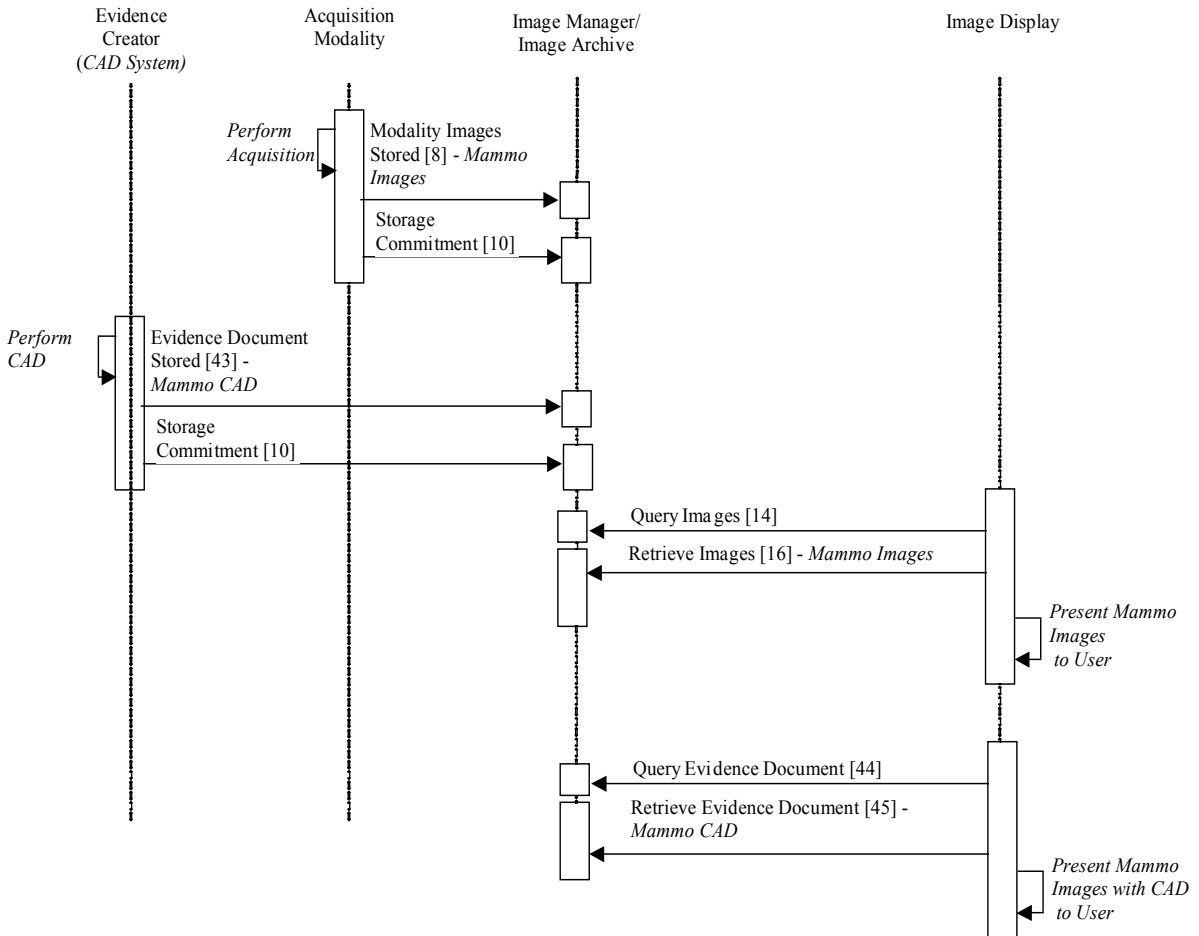 Evidence
Creator
(CAD System)
Acquisition
Modality
Image Manager/
Image Archive
Image Display
Perform
Acquisition
Modality Images
Stored [8] - Mammo
Images
Storage
Commitment [10]
Perform
CAD
Evidence Document
Stored [43] -
Mammo CAD
Storage
Commitment [10]
Query Images [14]
Retrieve Images [16] - Mammo Images
Present Mammo
Images
to User
Query Evidence Document [44]
Retrieve Evidence Document [45] -
Mammo CAD
Present Mammo
Images with CAD
to User